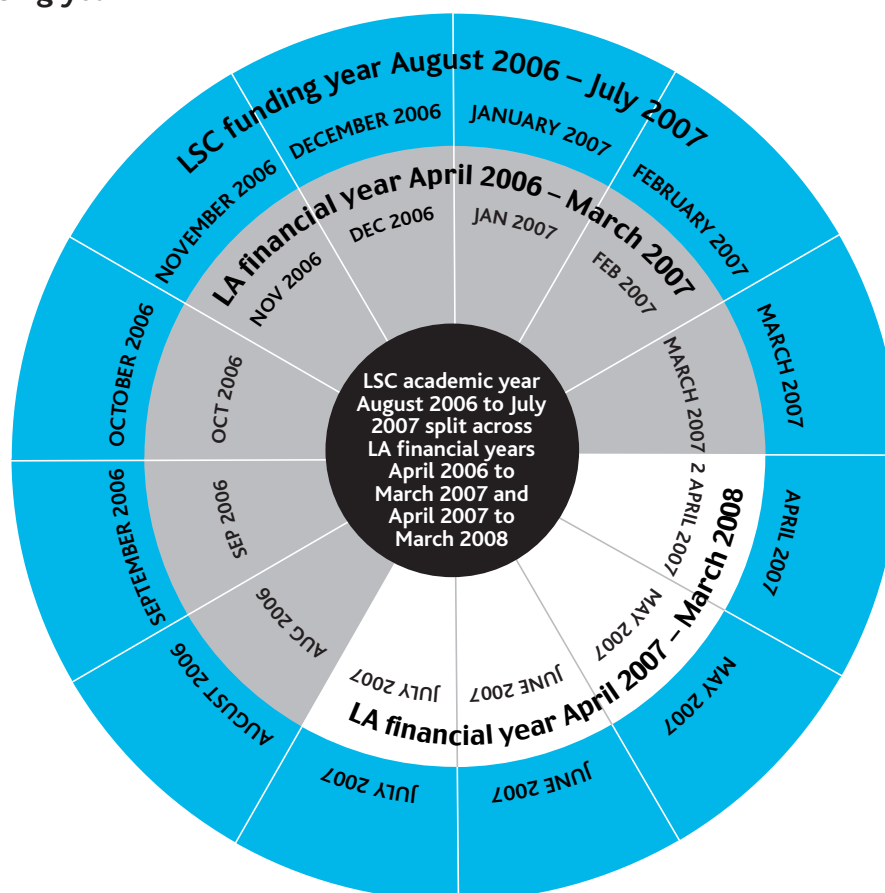 LSC funding year August 2006 – July 2007
AUGUST 2006
SEPTEMBER 2006
OCTOBER 2006
NOVEMBER 2006
DECEMBER 2006
JANUARY 2007
FEBRUARY 2007
MARCH 2007
APRIL 2007
MAY 2007
JUNE 2007
JULY 2007
LA financial year April 2006 – March 2007
AUG 2006
SEP 2006
OCT 2006
NOV 2006
DEC 2006
JAN 2007
FEB 2007
MARCH 2007
LA financial year April 2007 – March 2008
2 APRIL 2007
MAY 2007
JUNE 2007
JULY 2007
LSC academic year
August 2006 to July
2007 split across
LA financial years
April 2006 to
March 2007 and
April 2007 to
March 2008